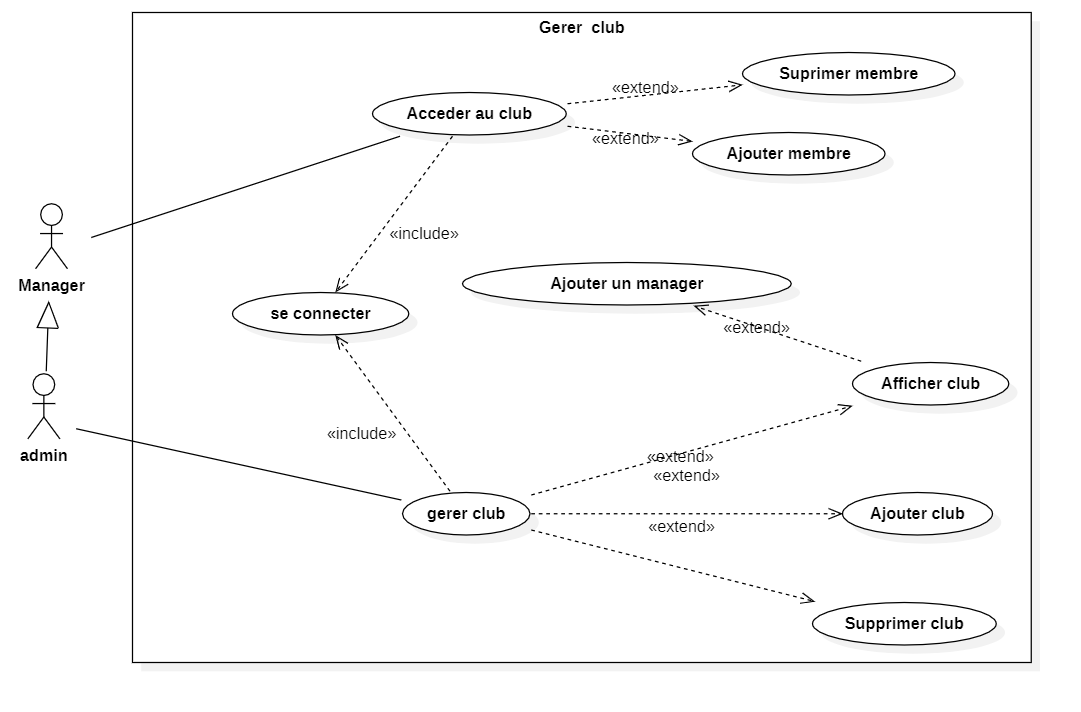 Gerer  club
Suprimer membre
«extend»
Acceder au club
«extend»
Ajouter membre
«include»
Manager
Ajouter un manager
se connecter
«extend»
Afficher club
«include»
admin
«extend»
«extend»
gerer club
Ajouter club
«extend»
Supprimer club